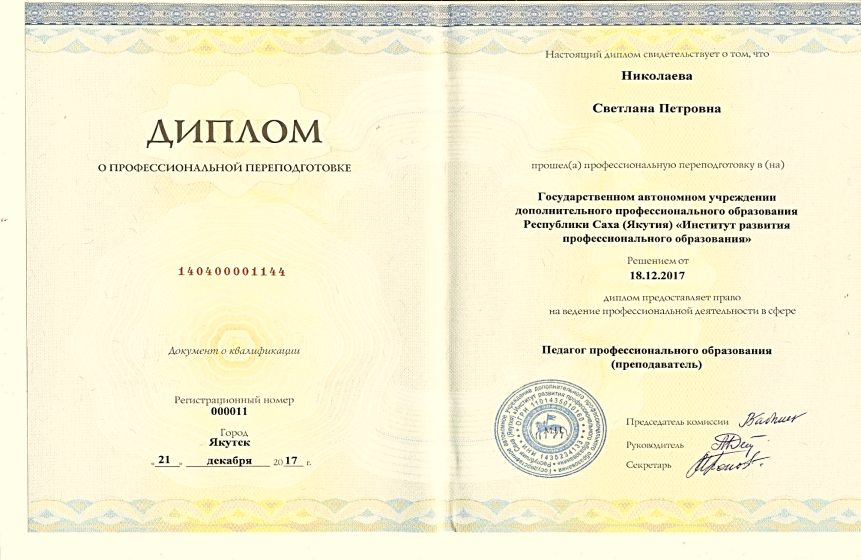 ДИПЛОМ
О ПРОФЕССИОНАЛЬНОЙ ПЕРЕПОДГОТОВКЕ
140400001144
Документ о квалификации
Регистрационный номер
000011
Город
Якутск
„ 21 „ декабря 2017 г.
Настоящий диплом свидетельствует о том, что
Николаева
Светлана Петровна
прошел(а) профессиональную переподготовку в (на)
Государственном автономном учреждении
дополнительного профессионального образования
Республики Саха (Якутия) «Институт развития
профессионального образования»
Решением от
18.12.2017
диплом предоставляет право
на ведение профессиональной деятельности в сфере
Педагог профессионального образования
(преподаватель)
Председатель комиссии
Руководитель
Секретарь